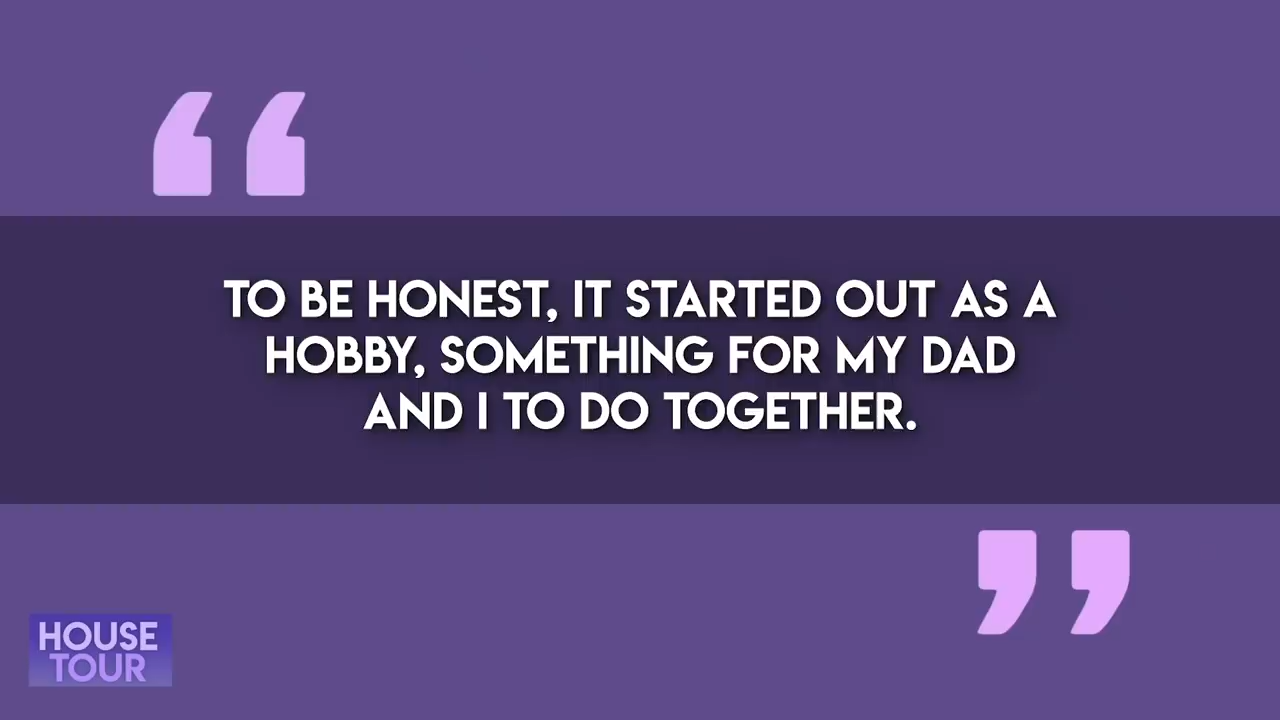 “
TO BE HONEST, IT STARTED OUT AS A
HOBBY, SOMETHING FOR MY DAD
AND I TO DO TOGETHER.
”
HOUSE
TOUR